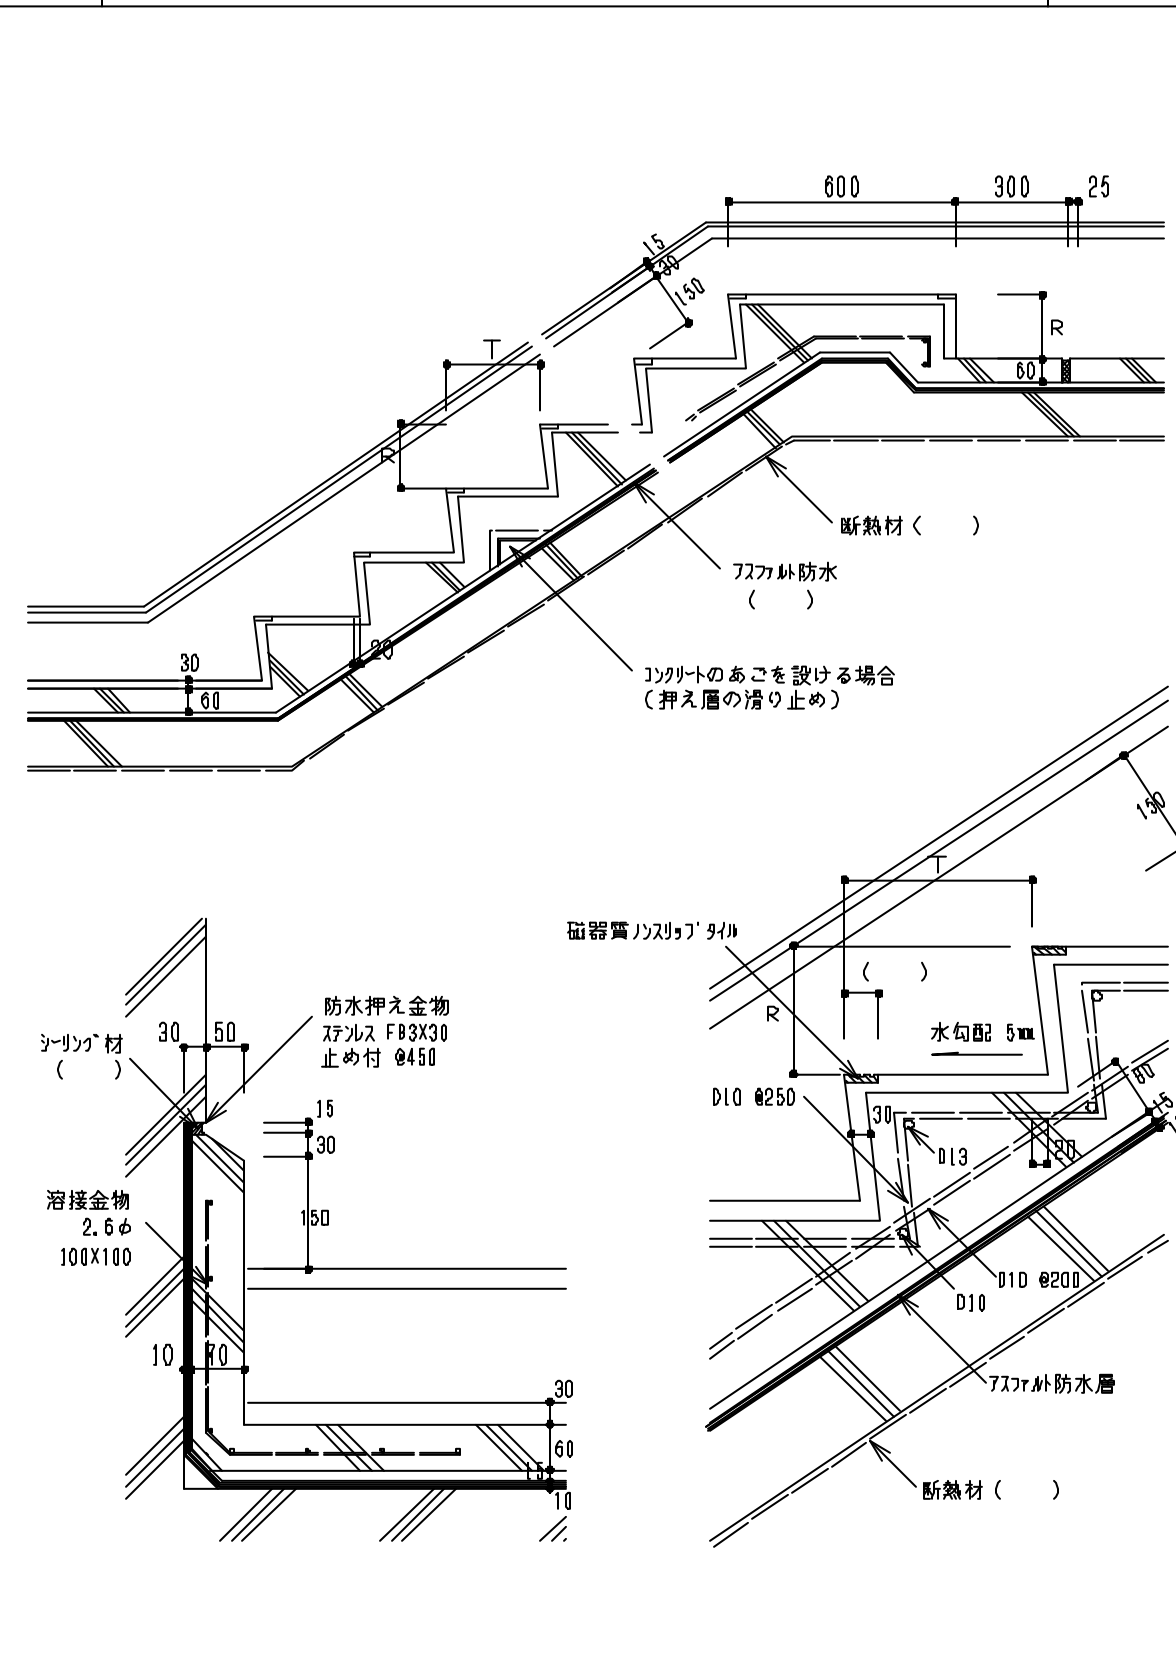 600
300
25
15
30
150
T
R
R
60
断熱材（　　）
アスファルト防水
（　　）
20
コンクリートのあごを設ける場合
（押え層の滑り止め）
30
60
150
T
磁器質ノンスリップタイル
（　　）
R
水勾配 5mm
D10 @250
30
80
15
D13
20
D10 @200
D10
アスファルト防水層
断熱材（　　）
防水押え金物
ステンレス FB3X30
止め付 @450
シーリング材
（　　）
30
50
15
30
150
溶接金物
2.6φ
100X100
10
70
30
60
15
10